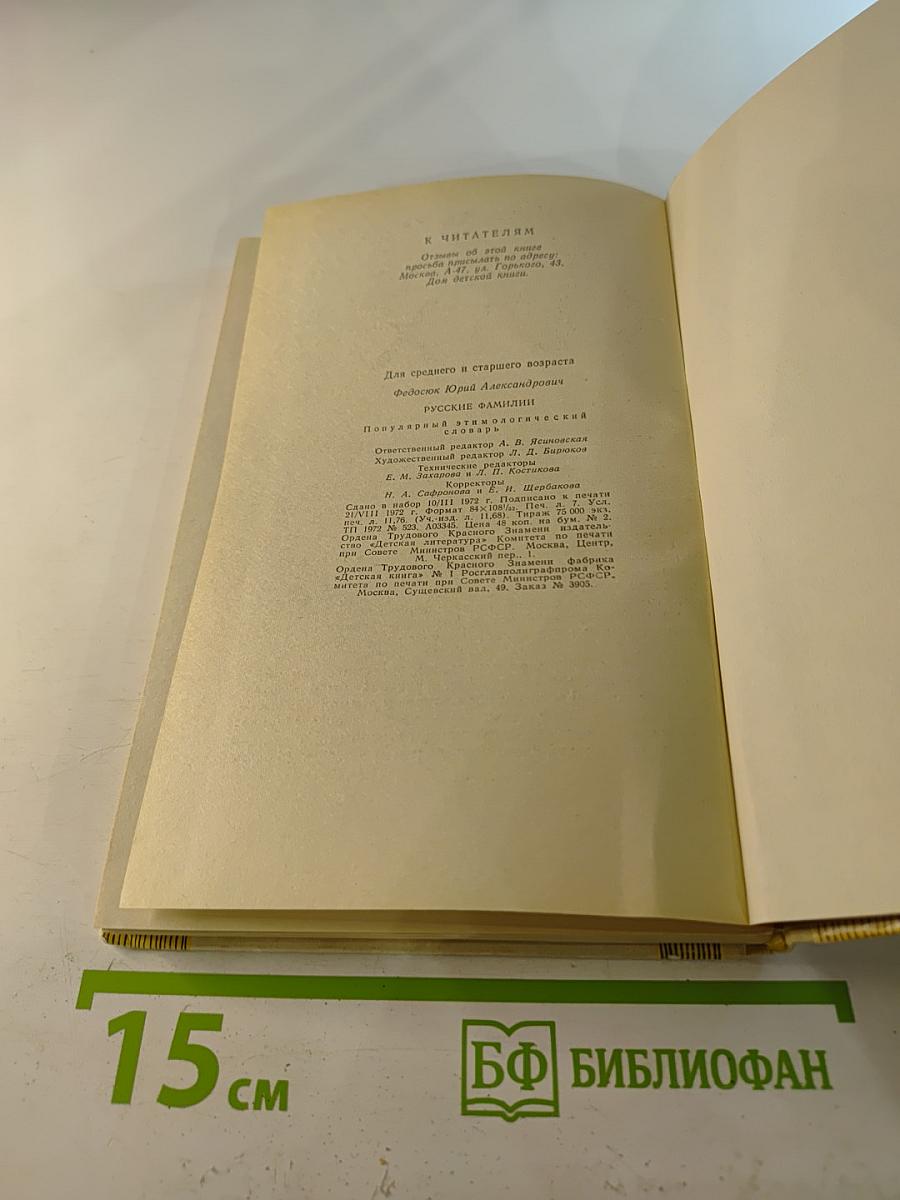 К ЧИТАТЕЛЯМ
Отзывы об этой книге
просьба присылать по адресу:
Москва, А-47, ул. Горького, 43.
Дом детской книги.
Для среднего и старшего возраста
Федосюк Юрий Александрович
РУССКИЕ ФАМИЛИИ
Популярный этимологический
словарь
Ответственный редактор А. В. Ясиновская
Художественный редактор Л. Д. Бирюков
Технические редакторы
Е. М. Захарова и Л. П. Костикова
Корректоры
Н. А. Сафронова и Е. И. Щербакова
Сдано в набор 10/III 1972 г. Подписано к печати
21/VIII 1972 г. Формат 84×108¹/₃₂. Печ. л. 7. Усл.
печ. л. 11,76. (Уч.-изд. л. 11,68). Тираж 75 000 экз.
ТП 1972 № 523. А03345. Цена 48 коп. на бум. № 2.
Ордена Трудового Красного Знамени издатель-
ство «Детская литература» Комитета по печати
при Совете Министров РСФСР. Москва, Центр,
М. Черкасский пер., 1.
Ордена Трудового Красного Знамени фабрика
«Детская книга» № 1 Росглавполиграфпрома Ко-
митета по печати при Совете Министров РСФСР.
Москва, Сущевский вал, 49. Заказ № 3905.
15 см
БФ БИБЛИОФАН